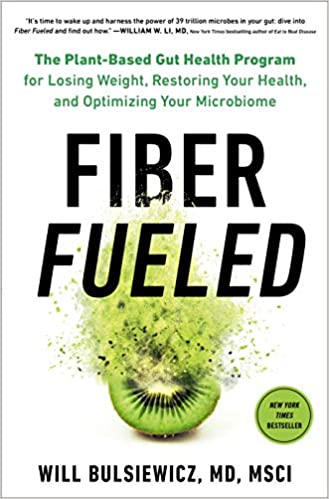 "It's time to wake up and harness the power of 39 trillion microbes in your gut: dive into
Fiber Fueled and find out how." —WILLIAM W. LI, MD, New York Times bestselling author of Eat to Beat Disease
The Plant-Based Gut Health Program
for Losing Weight, Restoring Your Health,
and Optimizing Your Microbiome
FIBER
FUELED
NEW YORK
TIMES
BESTSELLER
WILL BULSIEWICZ, MD, MSCI